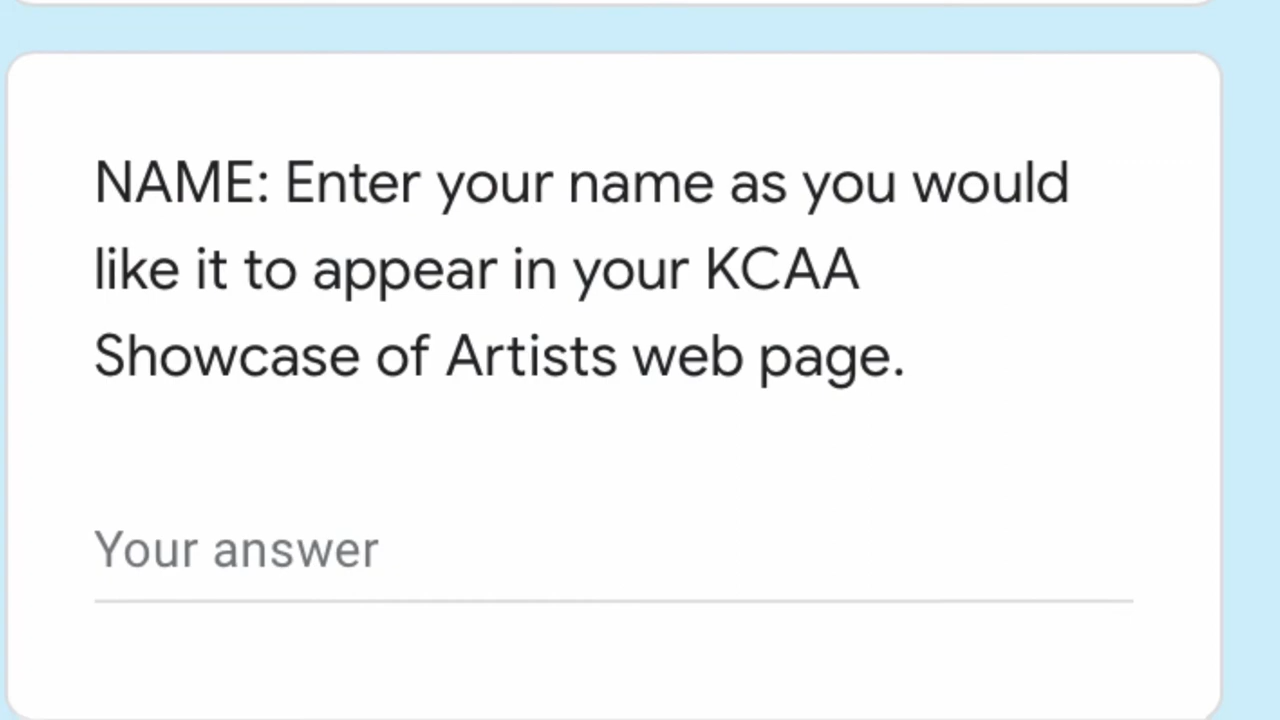 NAME: Enter your name as you would
like it to appear in your KCAA
Showcase of Artists web page.
Your answer